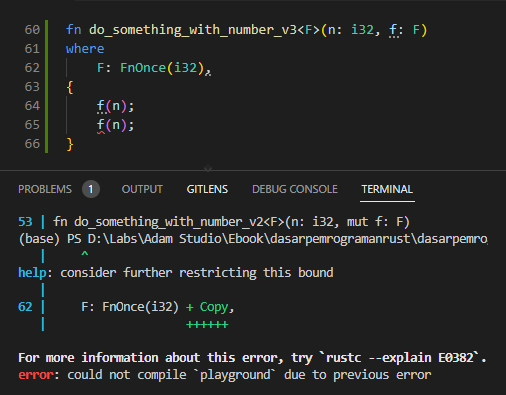 60 fn do_something_with_number_v3<F>(n: i32, f: F)
61 where
62     F: FnOnce(i32),
63 {
64     f(n);
65     f(n);
66 }
PROBLEMS 1 OUTPUT GITLENS DEBUG CONSOLE TERMINAL
53 | fn do_something_with_number_v2<F>(n: i32, mut f: F)
(base) PS D:\Labs\Adam Studio\Ebook\dasarpemrogramanrust\dasarpemro
   |     ^
help: consider further restricting this bound
   |
62 |     F: FnOnce(i32) + Copy,
   |                    ++++++
For more information about this error, try `rustc --explain E0382`.
error: could not compile `playground` due to previous error